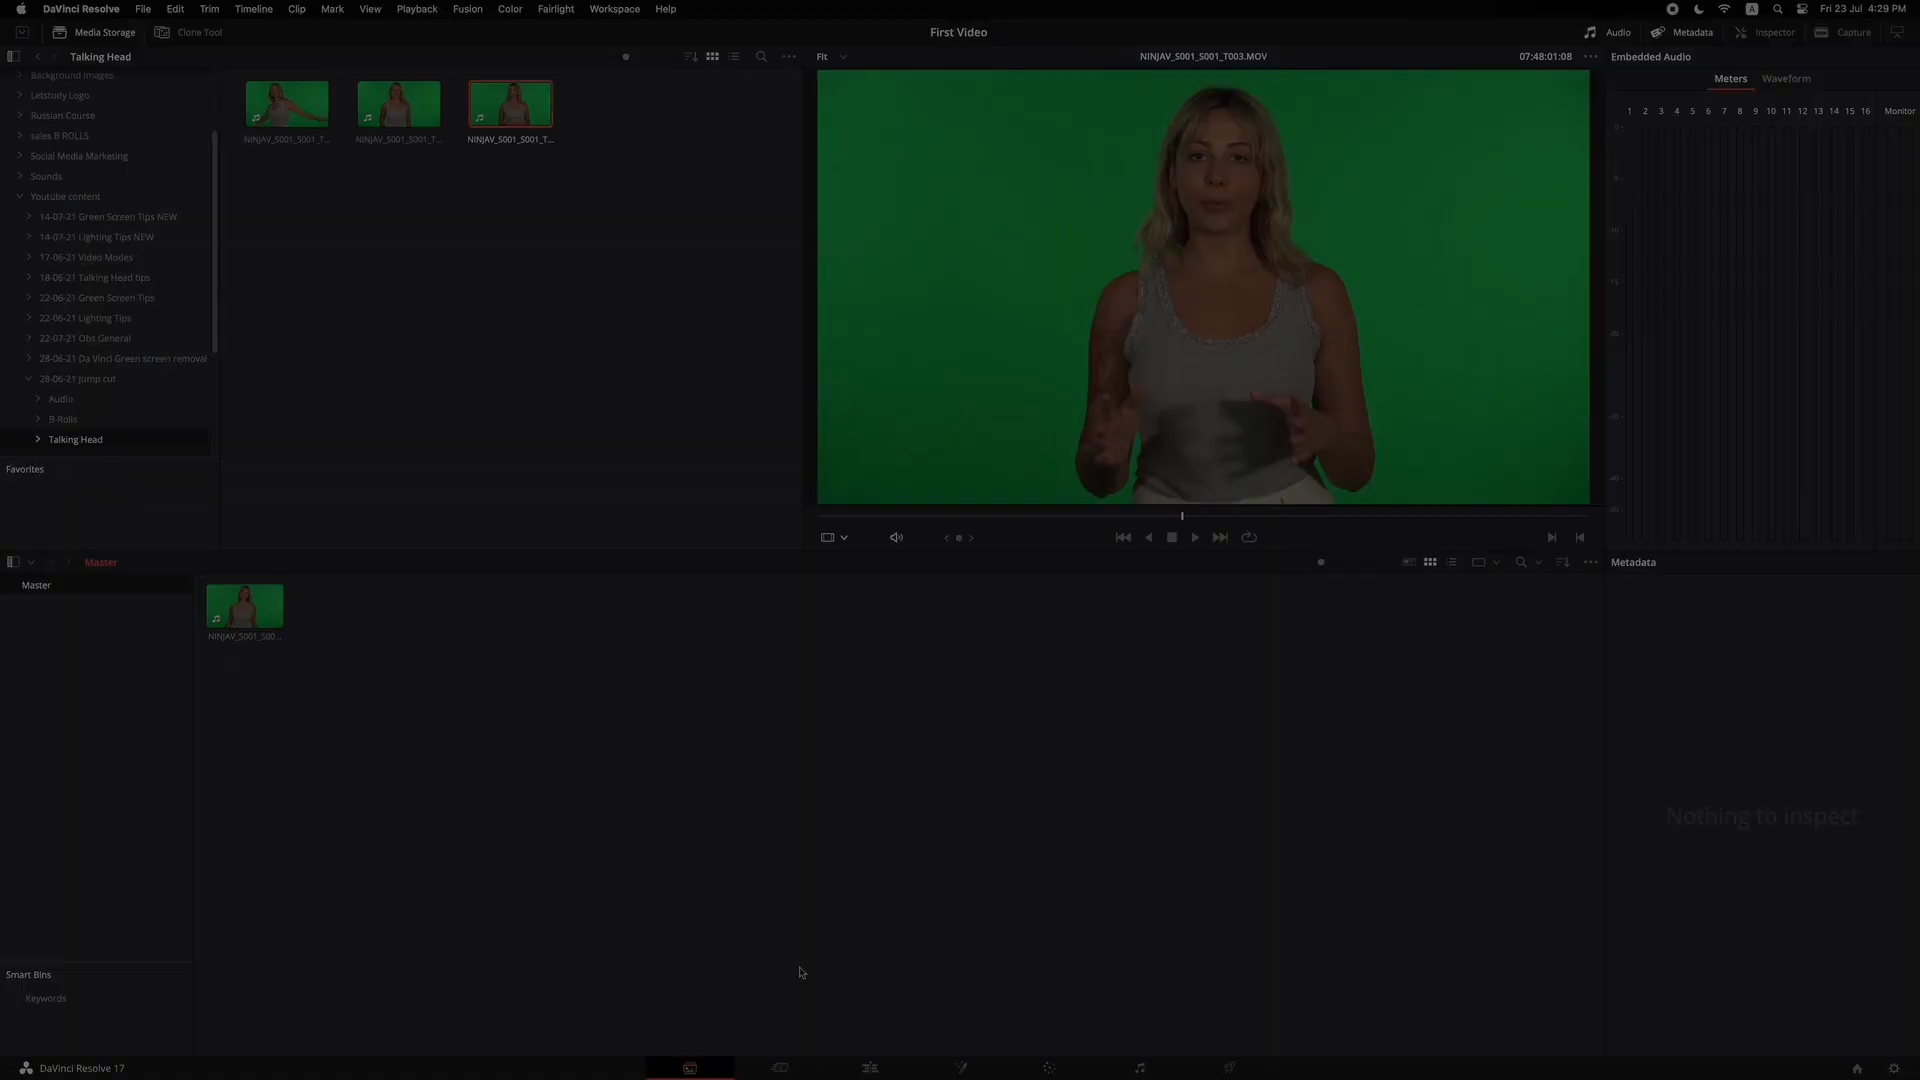 DaVinci Resolve File Edit Trim Timeline Clip Mark View Playback Fusion Color Fairlight Workspace Help A Fri 23 Jul 4:29 PM
Media Storage Clone Tool First Video Audio Metadata Inspector Capture
Talking Head Fit NINJAV_S001_S001_T003.MOV 07:48:01:08 Embedded Audio
Background Images
Meters Waveform
Letstudy Logo
Russian Course
1 2 3 4 5 6 7 8 9 10 11 12 13 14 15 16 Monitor
sales B ROLLS
NINJAV_S001_S001_T... NINJAV_S001_S001_T... NINJAV_S001_S001_T...
Social Media Marketing
Sounds
Youtube content
14-07-21 Green Screen Tips NEW
14-07-21 Lighting Tips NEW
17-06-21 Video Modes
18-06-21 Talking Head tips
22-06-21 Green Screen Tips
22-06-21 Lighting Tips
22-07-21 Obs General
28-06-21 Da Vinci Green screen removal
28-06-21 Jump cut
Audio
B-Rolls
Talking Head
Favorites
Master Metadata
Master
NINJAV_S001_S00...
Nothing to inspect
Smart Bins
Keywords
DaVinci Resolve 17